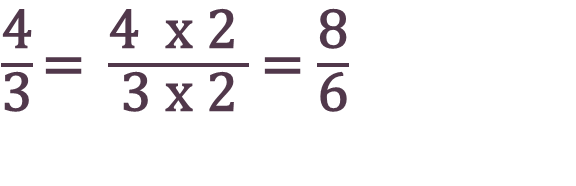 4/3 = 4 x 2/3 x 2 = 8/6